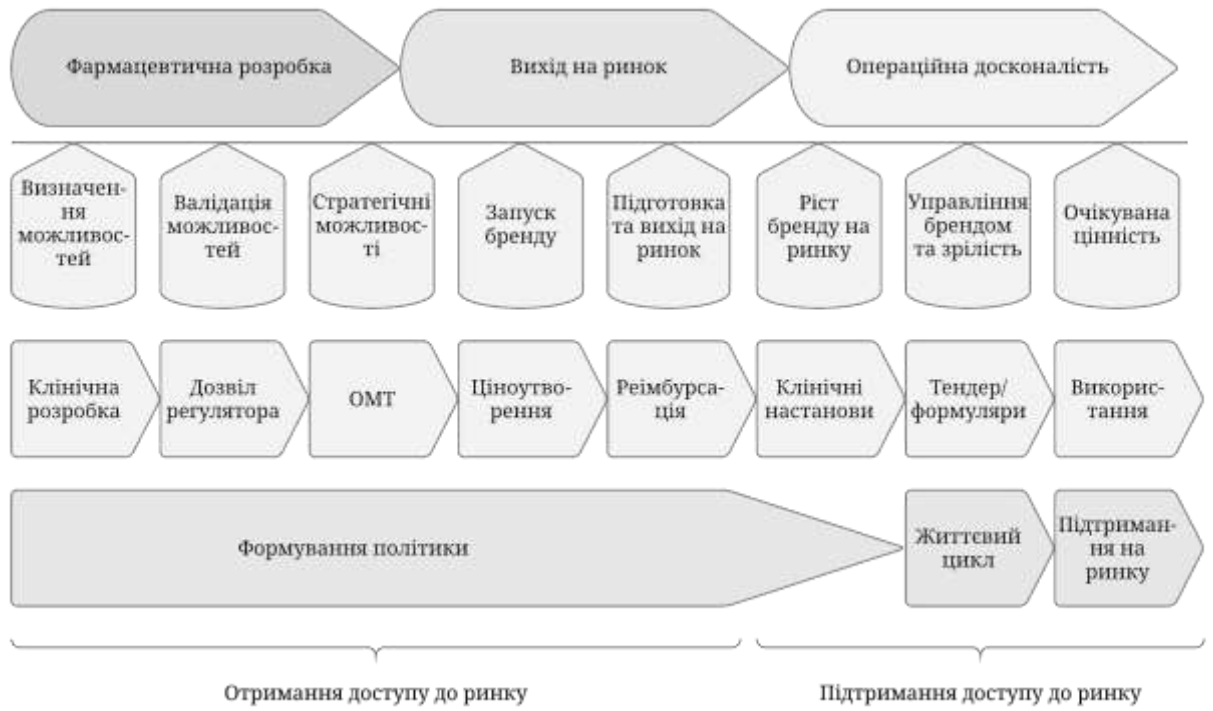 Фармацевтична розробка
Вихід на ринок
Операційна досконалість
Визначен-
ня
можливос-
тей
Валідація
можливос-
тей
Стратегічні
можливос-
ті
Запуск
бренду
Підготовка
та вихід на
ринок
Ріст
бренду на
ринку
Управління
брендом
та зрілість
Очікувана
цінність
Клінічна
розробка
Дозвіл
регулятора
ОМТ
Ціноутво-
рення
Реімбурса-
ція
Клінічні
настанови
Тендер/
формуляри
Викорис-
тання
Формування політики
Життєвий
цикл
Підтриман-
ня на
ринку
Отримання доступу до ринку
Підтримання доступу до ринку